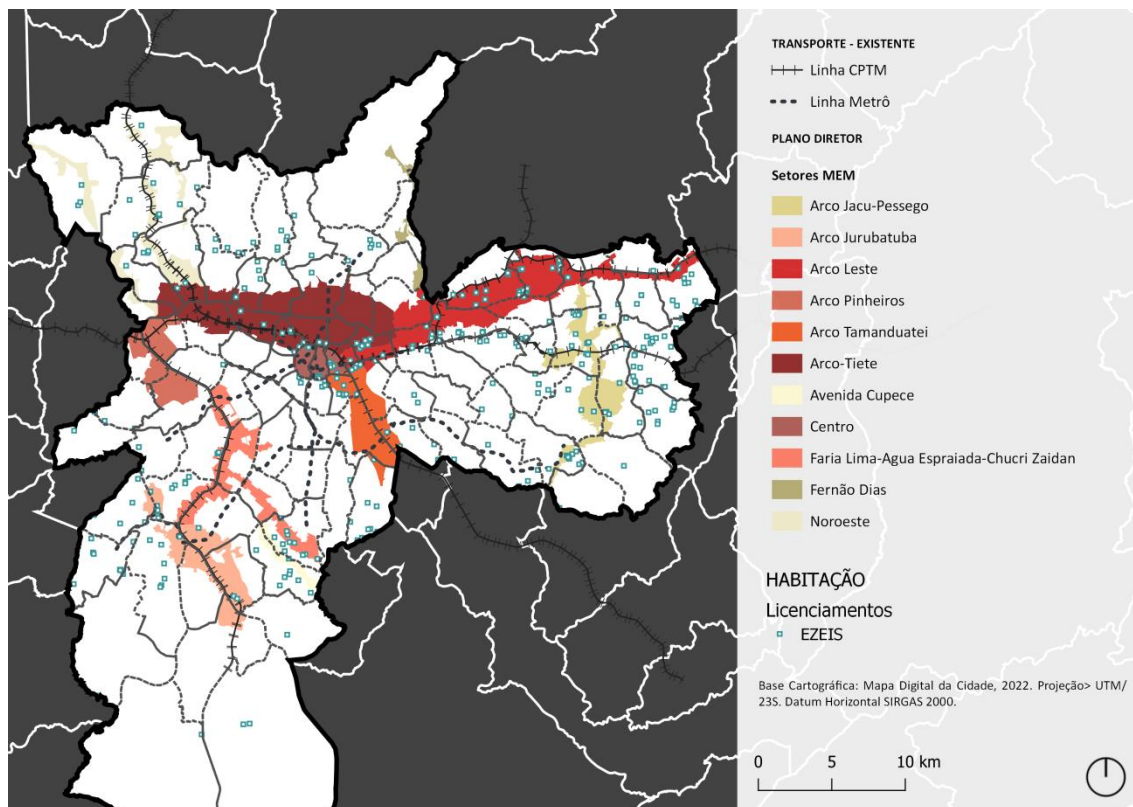 TRANSPORTE - EXISTENTE
Linha CPTM
Linha Metrô
PLANO DIRETOR
Setores MEM
Arco Jacu-Pessego
Arco Jurubatuba
Arco Leste
Arco Pinheiros
Arco Tamanduatei
Arco-Tiete
Avenida Cupece
Centro
Faria Lima-Agua Espraiada-Chucri Zaidan
Fernão Dias
Noroeste
HABITAÇÃO
Licenciamentos
EZEIS
Base Cartográfica: Mapa Digital da Cidade, 2022. Projeção> UTM/
23S. Datum Horizontal SIRGAS 2000.
0 5 10 km